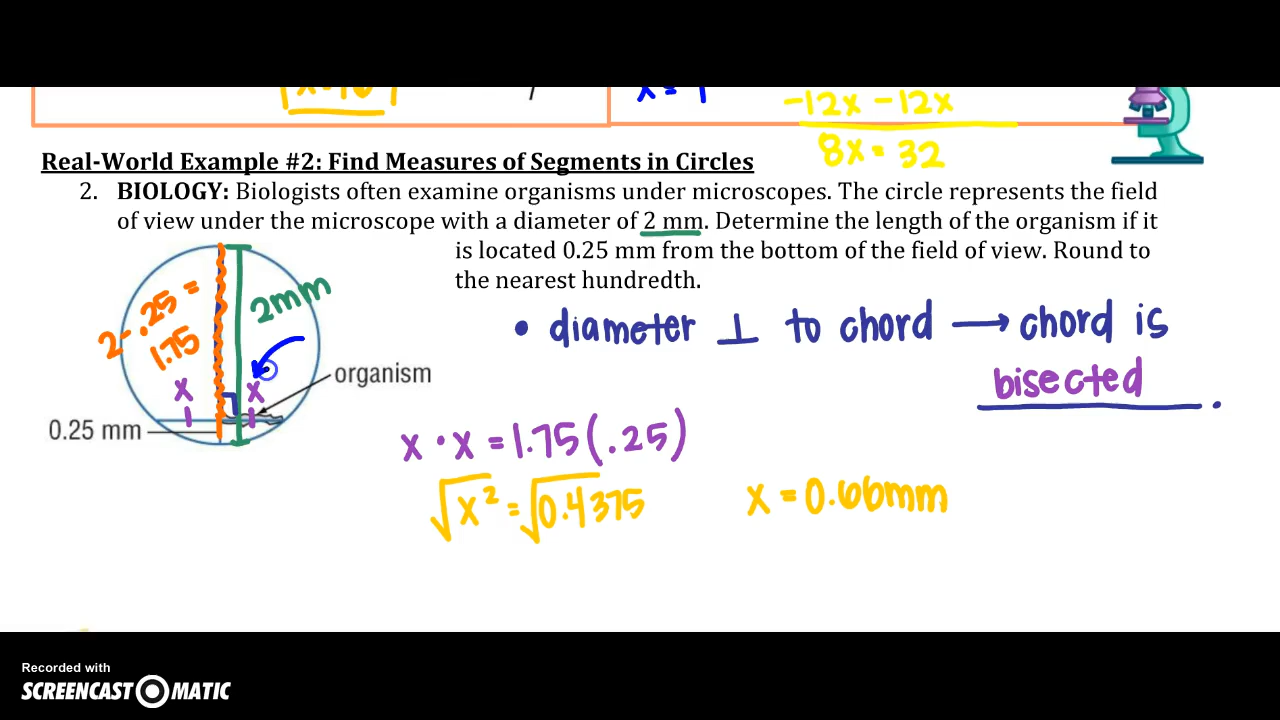 x = 
-12x -12x
8x = 32
Real-World Example #2: Find Measures of Segments in Circles
2. BIOLOGY: Biologists often examine organisms under microscopes. The circle represents the field
of view under the microscope with a diameter of 2 mm. Determine the length of the organism if it
is located 0.25 mm from the bottom of the field of view. Round to
the nearest hundredth.
2 - .25 =
1.75
2mm
x
x
organism
0.25 mm
• diameter ⊥ to chord → chord is
bisected.
x · x = 1.75(.25)
√x² = √0.4375
x = 0.66mm
Recorded with
SCREENCAST O MATIC